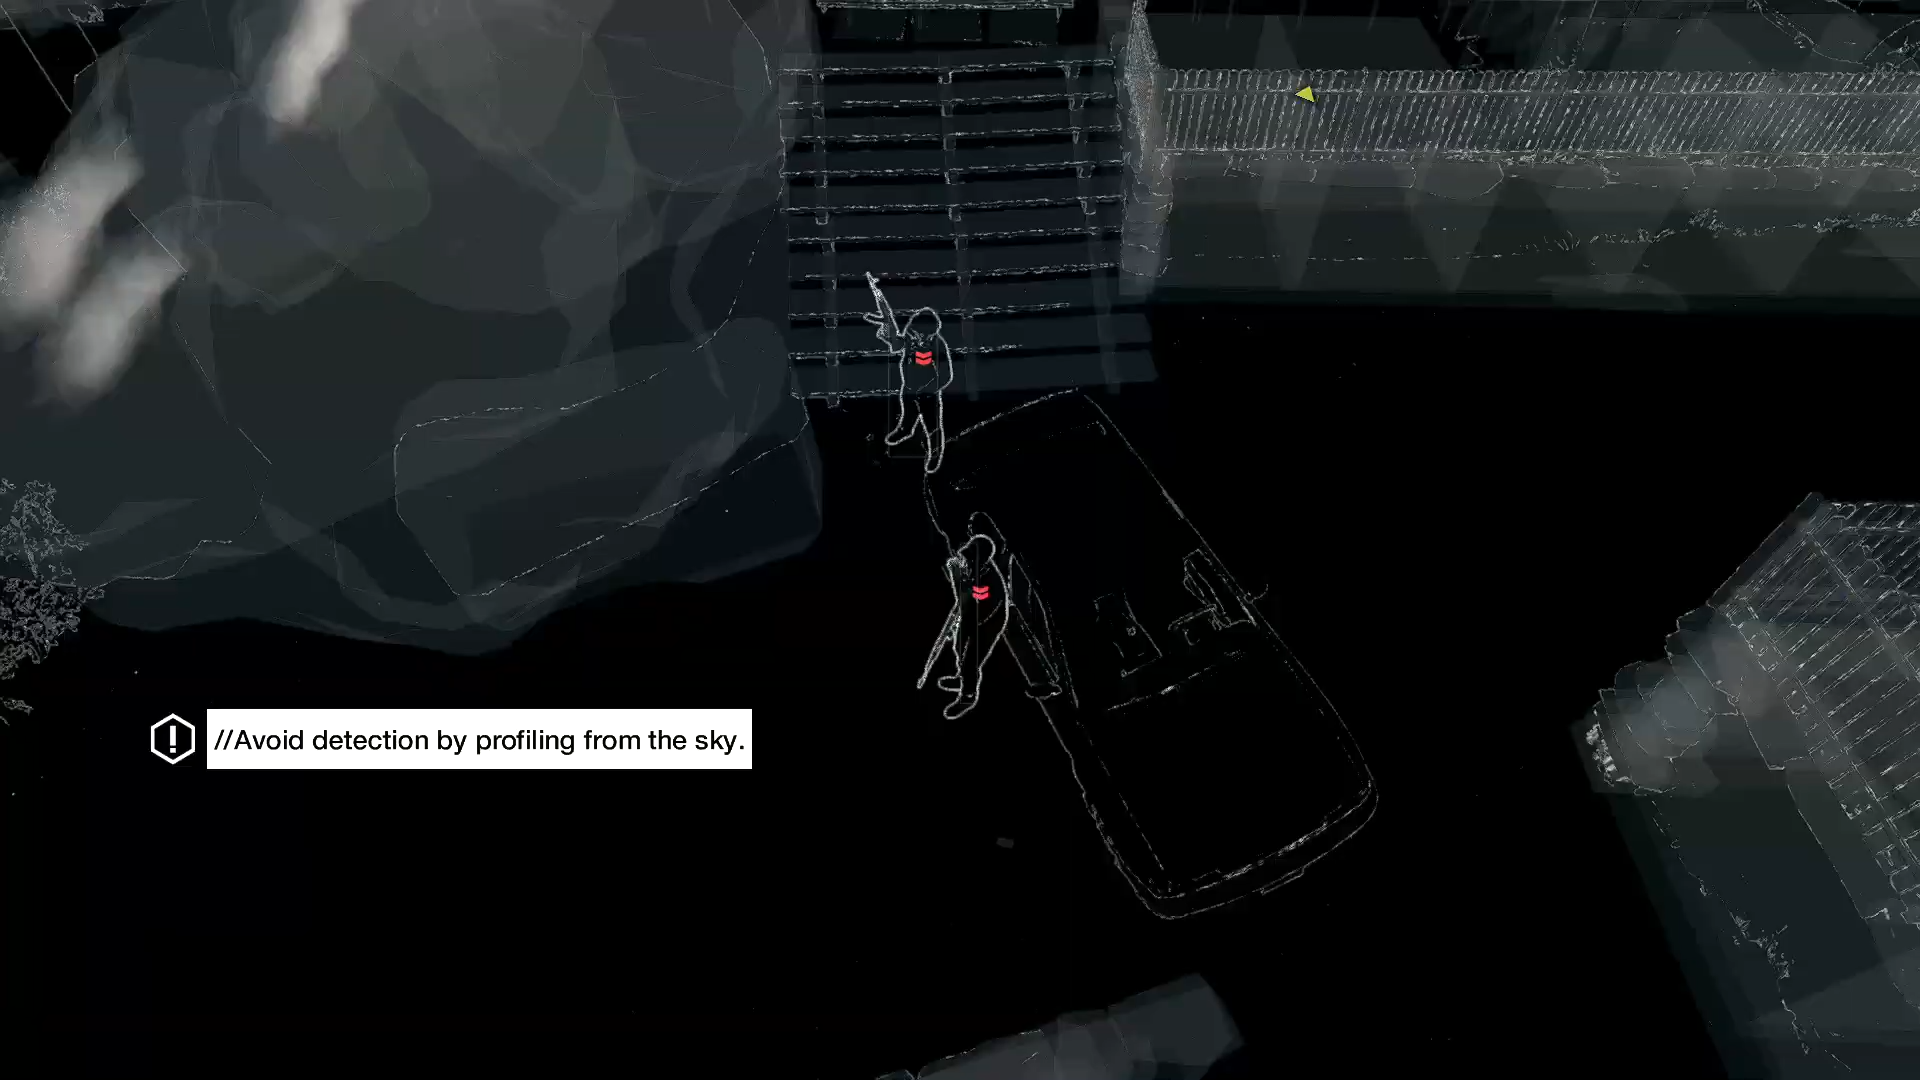 //Avoid detection by profiling from the sky.